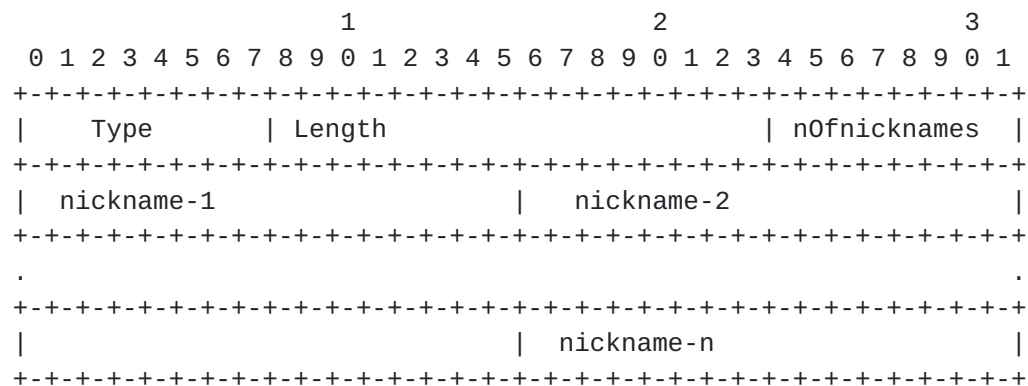 1                   2                   3
 0 1 2 3 4 5 6 7 8 9 0 1 2 3 4 5 6 7 8 9 0 1 2 3 4 5 6 7 8 9 0 1
+-+-+-+-+-+-+-+-+-+-+-+-+-+-+-+-+-+-+-+-+-+-+-+-+-+-+-+-+-+-+-+-+
|    Type       | Length                        | nOfnicknames  |
+-+-+-+-+-+-+-+-+-+-+-+-+-+-+-+-+-+-+-+-+-+-+-+-+-+-+-+-+-+-+-+-+
|  nickname-1                   |   nickname-2                  |
+-+-+-+-+-+-+-+-+-+-+-+-+-+-+-+-+-+-+-+-+-+-+-+-+-+-+-+-+-+-+-+-+
.                                                               .
+-+-+-+-+-+-+-+-+-+-+-+-+-+-+-+-+-+-+-+-+-+-+-+-+-+-+-+-+-+-+-+-+
|                               |  nickname-n                   |
+-+-+-+-+-+-+-+-+-+-+-+-+-+-+-+-+-+-+-+-+-+-+-+-+-+-+-+-+-+-+-+-+